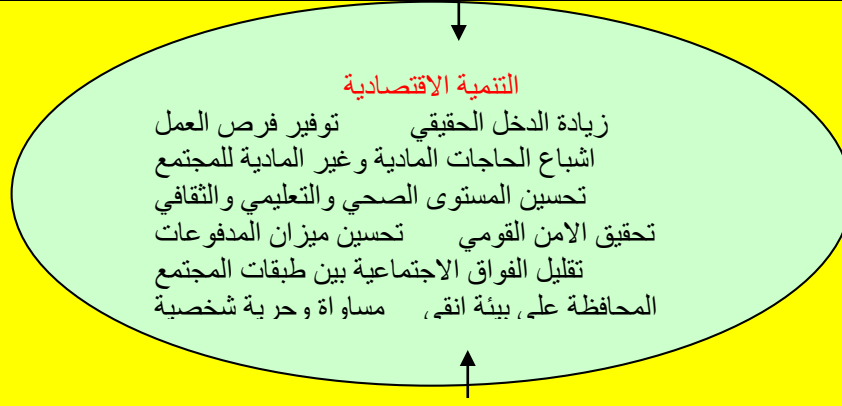 التنمية الاقتصادية
زيادة الدخل الحقيقي توفير فرص العمل
اشباع الحاجات المادية وغير المادية للمجتمع
تحسين المستوى الصحي والتعليمي والثقافي
تحقيق الامن القومي تحسين ميزان المدفوعات
تقليل الفواق الاجتماعية بين طبقات المجتمع
المحافظة على بيئة انقى مساواة وحرية شخصية